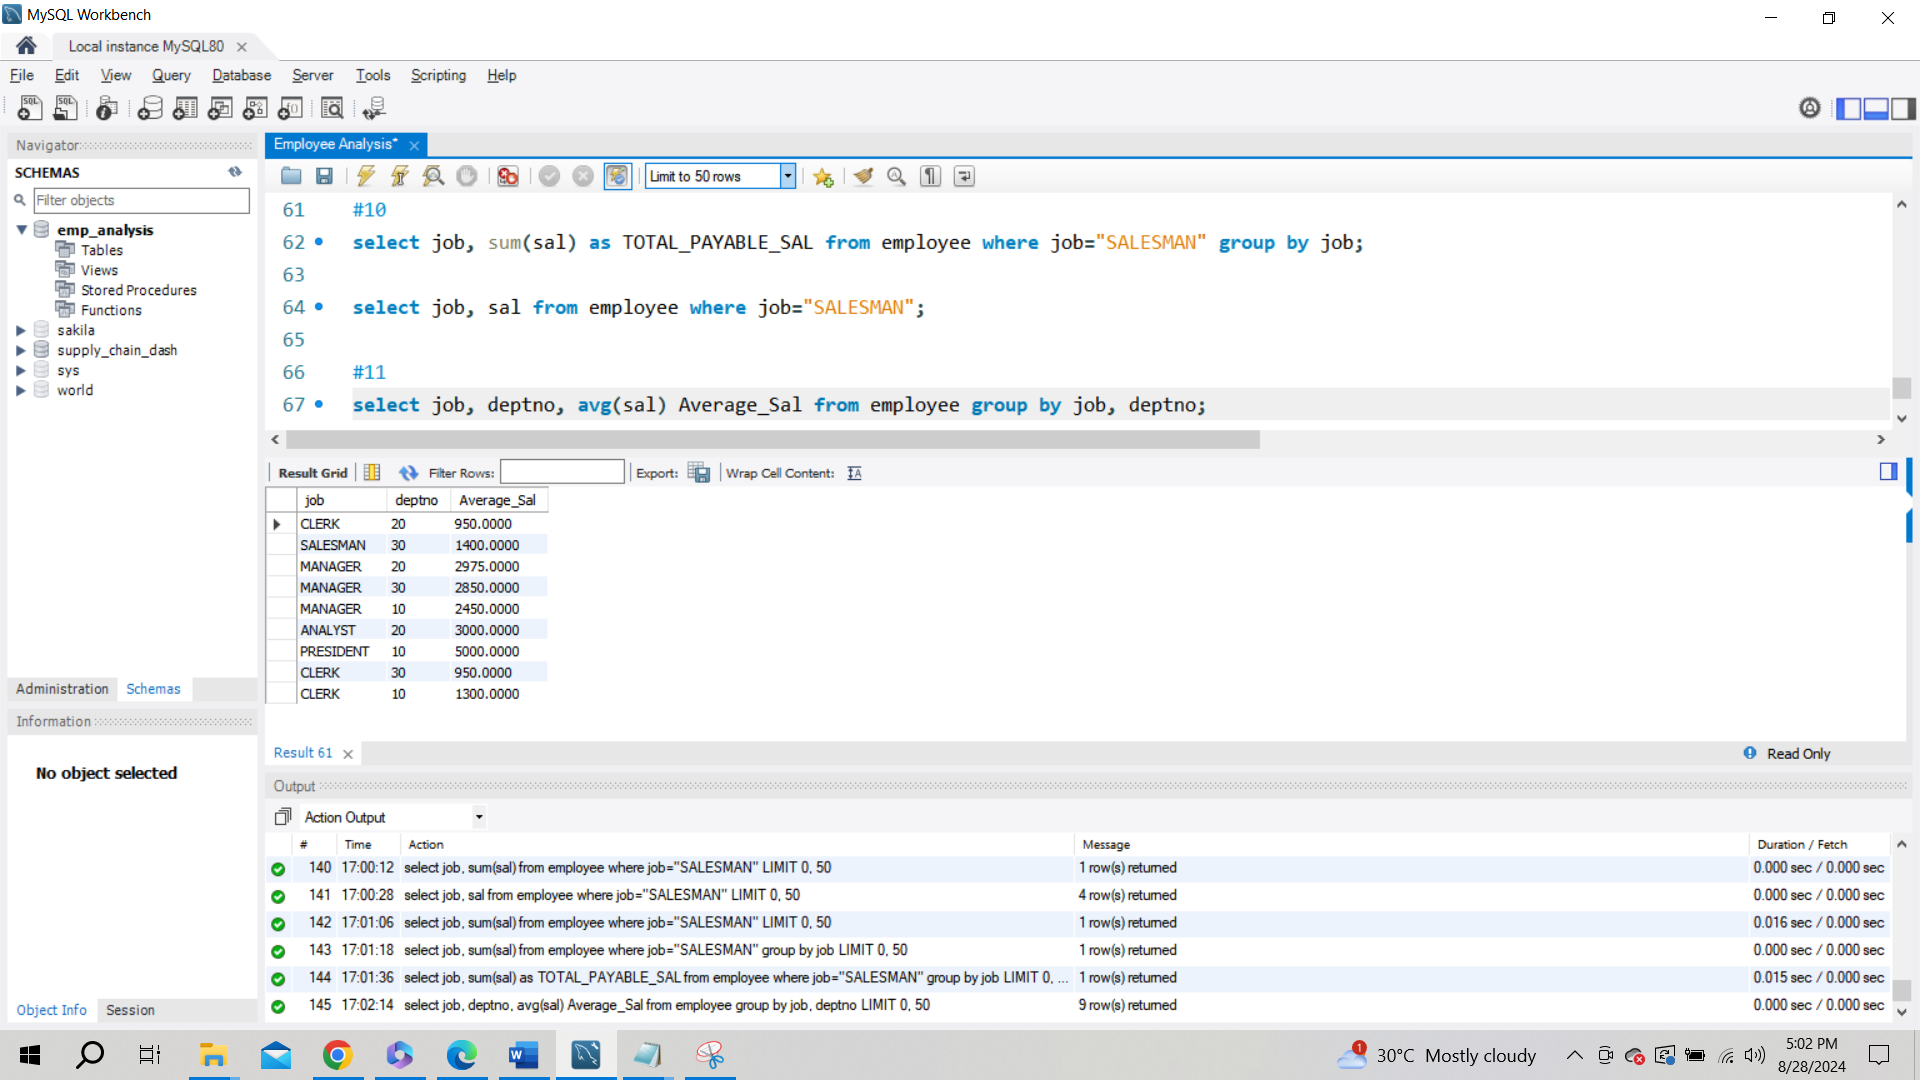 MySQL Workbench
Local instance MySQL80
File Edit View Query Database Server Tools Scripting Help
Navigator
SCHEMAS
Filter objects
emp_analysis
Tables
Views
Stored Procedures
Functions
sakila
supply_chain_dash
sys
world
Administration Schemas
Information
No object selected
Object Info Session
Employee Analysis*
Limit to 50 rows
61 #10
62 select job, sum(sal) as TOTAL_PAYABLE_SAL from employee where job="SALESMAN" group by job;
63
64 select job, sal from employee where job="SALESMAN";
65
66 #11
67 select job, deptno, avg(sal) Average_Sal from employee group by job, deptno;
Result Grid Filter Rows: Export: Wrap Cell Content:
job deptno Average_Sal
CLERK 20 950.0000
SALESMAN 30 1400.0000
MANAGER 20 2975.0000
MANAGER 30 2850.0000
MANAGER 10 2450.0000
ANALYST 20 3000.0000
PRESIDENT 10 5000.0000
CLERK 30 950.0000
CLERK 10 1300.0000
Result 61 Read Only
Output
Action Output
# Time Action Message Duration / Fetch
140 17:00:12 select job, sum(sal) from employee where job="SALESMAN" LIMIT 0, 50 1 row(s) returned 0.000 sec / 0.000 sec
141 17:00:28 select job, sal from employee where job="SALESMAN" LIMIT 0, 50 4 row(s) returned 0.000 sec / 0.000 sec
142 17:01:06 select job, sum(sal) from employee where job="SALESMAN" LIMIT 0, 50 1 row(s) returned 0.016 sec / 0.000 sec
143 17:01:18 select job, sum(sal) from employee where job="SALESMAN" group by job LIMIT 0, 50 1 row(s) returned 0.000 sec / 0.000 sec
144 17:01:36 select job, sum(sal) as TOTAL_PAYABLE_SAL from employee where job="SALESMAN" group by job LIMIT 0, ... 1 row(s) returned 0.015 sec / 0.000 sec
145 17:02:14 select job, deptno, avg(sal) Average_Sal from employee group by job, deptno LIMIT 0, 50 9 row(s) returned 0.000 sec / 0.000 sec
1 30°C Mostly cloudy
5:02 PM
8/28/2024